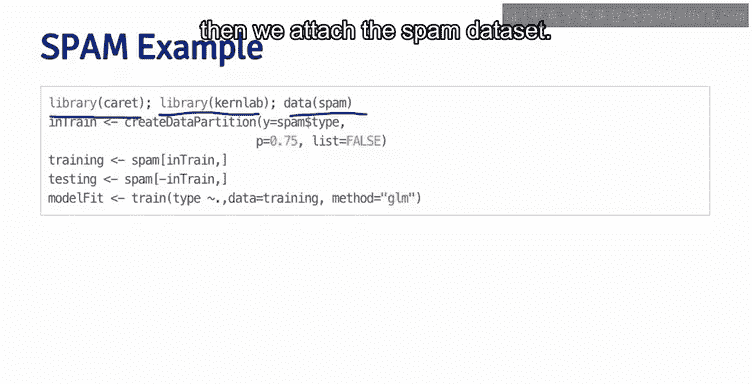 then we attach the spam dataset.
SPAM Example
library(caret); library(kernlab); data(spam)
inTrain <- createDataPartition(y=spam$type,
p=0.75, list=FALSE)
training <- spam[inTrain,]
testing <- spam[-inTrain,]
modelFit <- train(type ~.,data=training, method="glm")